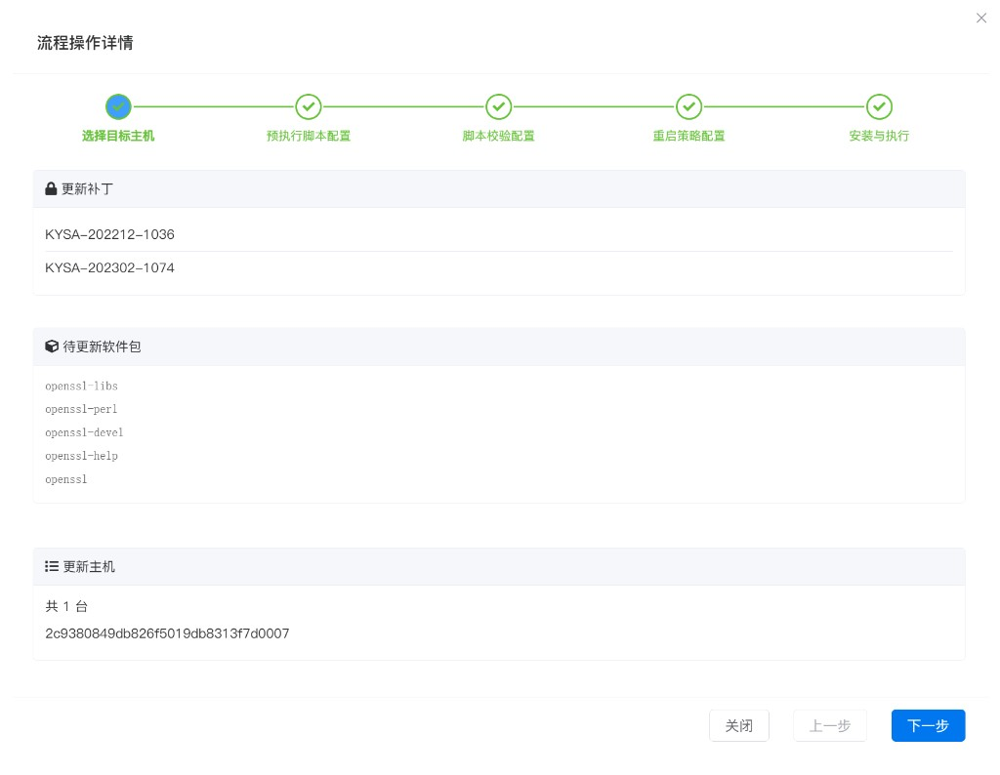 流程操作详情
选择目标主机
预执行脚本配置
脚本校验配置
重启策略配置
安装与执行
更新补丁
KYSA-202212-1036
KYSA-202302-1074
待更新软件包
openssl-libs
openssl-perl
openssl-devel
openssl-help
openssl
更新主机
共 1 台
2c9380849db826f5019db8313f7d0007
关闭
上一步
下一步